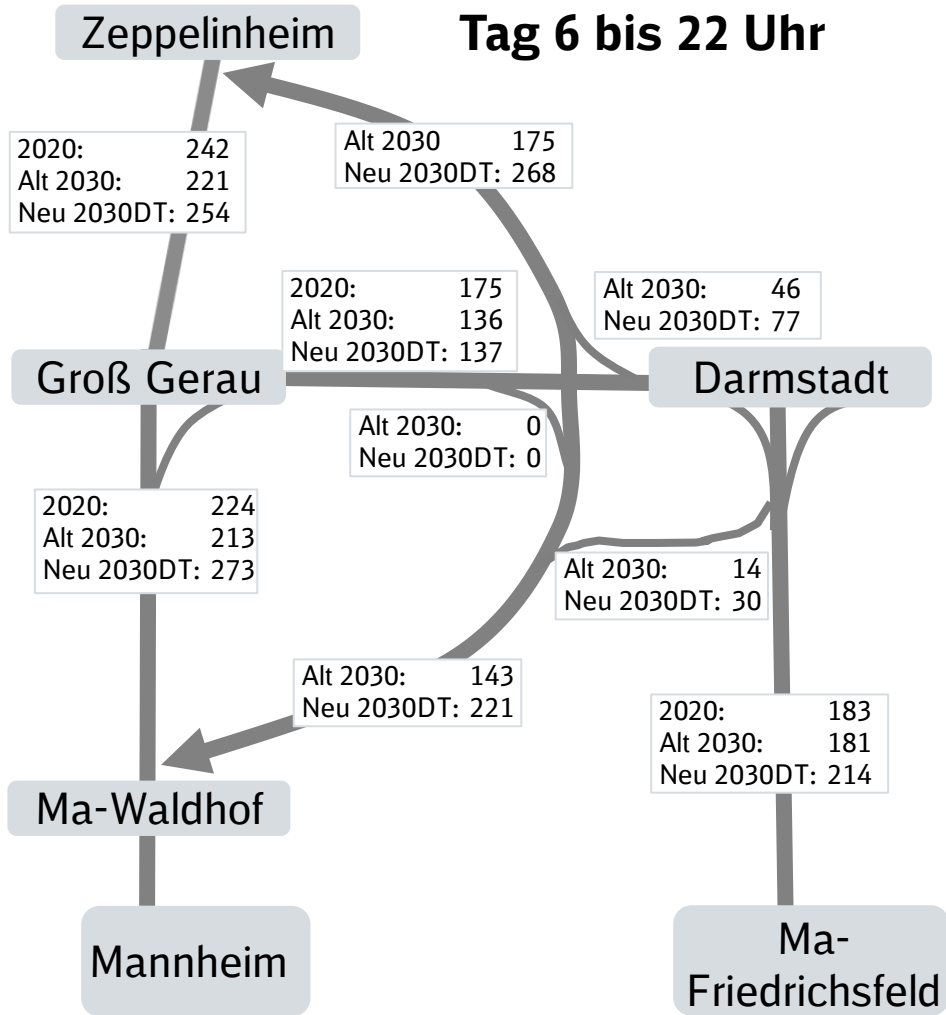 Zeppelinheim
Tag 6 bis 22 Uhr
2020: 242
Alt 2030: 221
Neu 2030DT: 254
Alt 2030 175
Neu 2030DT: 268
2020: 175
Alt 2030: 136
Neu 2030DT: 137
Alt 2030: 46
Neu 2030DT: 77
Groß Gerau
Darmstadt
Alt 2030: 0
Neu 2030DT: 0
2020: 224
Alt 2030: 213
Neu 2030DT: 273
Alt 2030: 14
Neu 2030DT: 30
Alt 2030: 143
Neu 2030DT: 221
2020: 183
Alt 2030: 181
Neu 2030DT: 214
Ma-Waldhof
Mannheim
Ma-
Friedrichsfeld